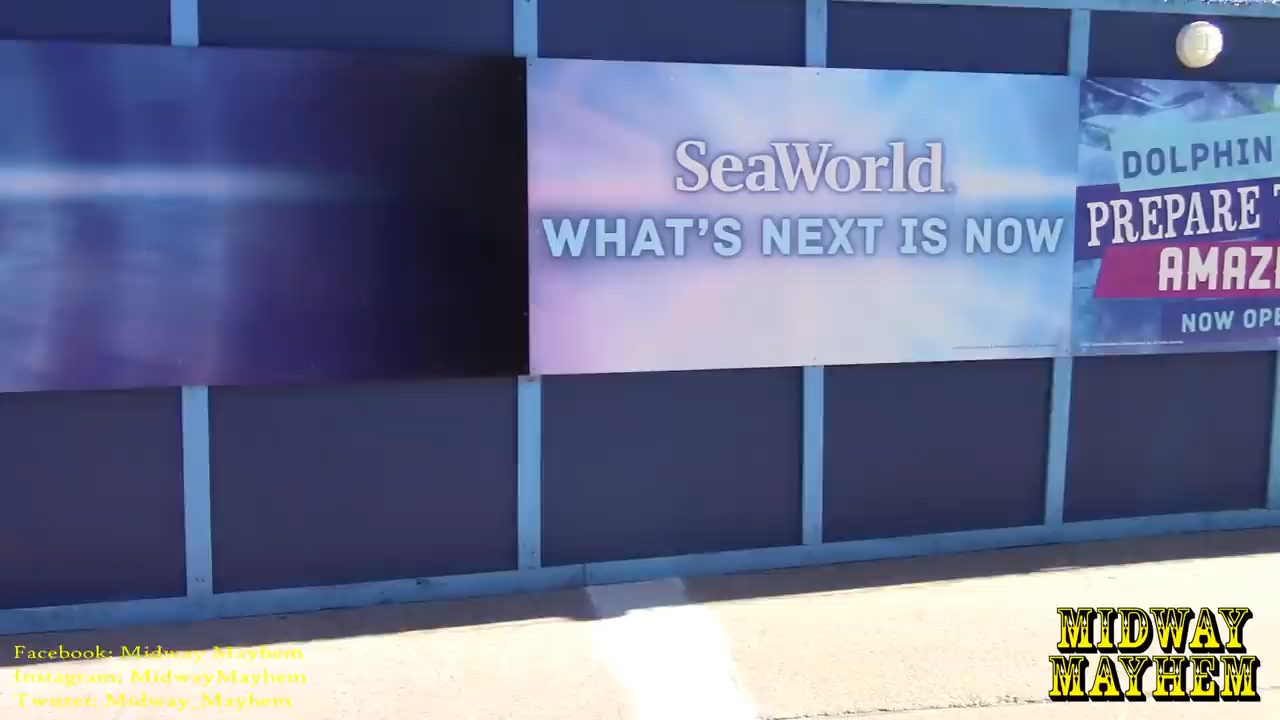 SeaWorld
WHAT'S NEXT IS NOW
DOLPHIN
PREPARE
AMAZ
NOW OPE
Facebook: Midway Mayhem
Instagram: MidwayMayhem
Twitter: Midway_Mayhem
MIDWAY
MAYHEM